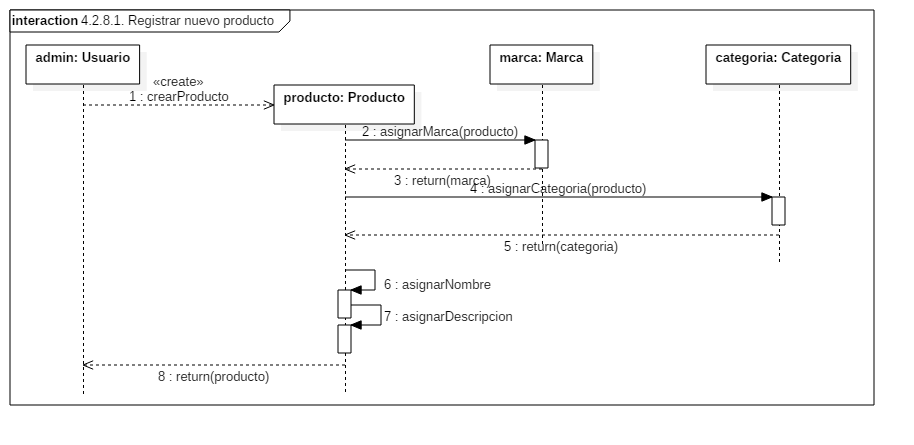 interaction 4.2.8.1. Registrar nuevo producto
admin: Usuario
marca: Marca
categoria: Categoria
«create»
1 : crearProducto
producto: Producto
2 : asignarMarca(producto)
3 : return(marca)
4 : asignarCategoria(producto)
5 : return(categoria)
6 : asignarNombre
7 : asignarDescripcion
8 : return(producto)